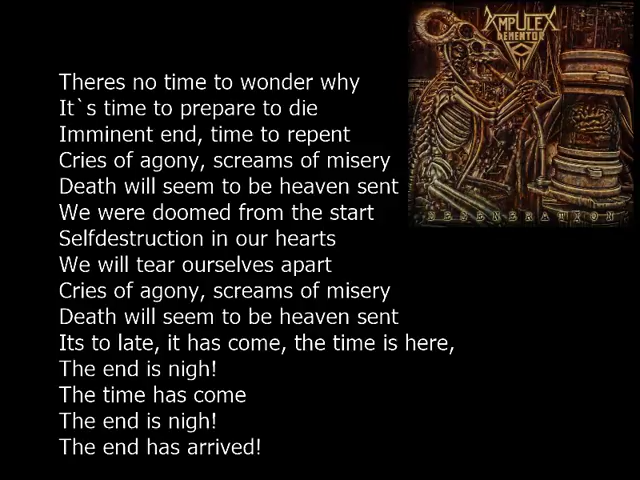 AMPULEX
DEMENTOR
Theres no time to wonder why
It`s time to prepare to die
Imminent end, time to repent
Cries of agony, screams of misery
Death will seem to be heaven sent
We were doomed from the start
Selfdestruction in our hearts
We will tear ourselves apart
Cries of agony, screams of misery
Death will seem to be heaven sent
Its to late, it has come, the time is here,
The end is nigh!
The time has come
The end is nigh!
The end has arrived!
DEGENERATION